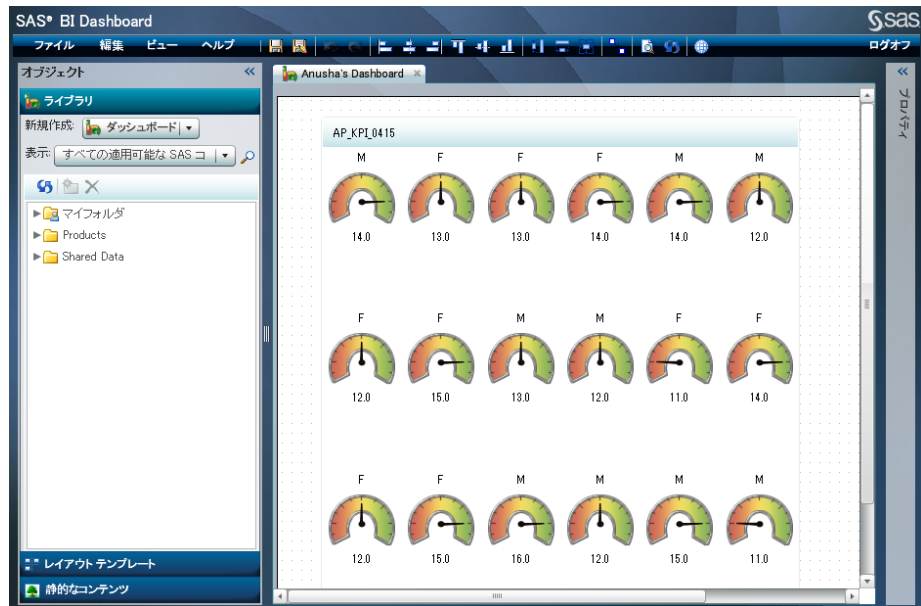 SAS® BI Dashboard
sas
ファイル 編集 ビュー ヘルプ
ログオフ
オブジェクト
ライブラリ
新規作成: ダッシュボード
表示: すべての適用可能な SAS コ
マイフォルダ
Products
Shared Data
レイアウト テンプレート
静的なコンテンツ
Anusha's Dashboard
AP_KPI_0415
M F F F M M
14.0 13.0 13.0 14.0 14.0 12.0
F F M M F F
12.0 15.0 13.0 12.0 11.0 14.0
F F M M M M
12.0 15.0 16.0 12.0 15.0 11.0
プロパティ